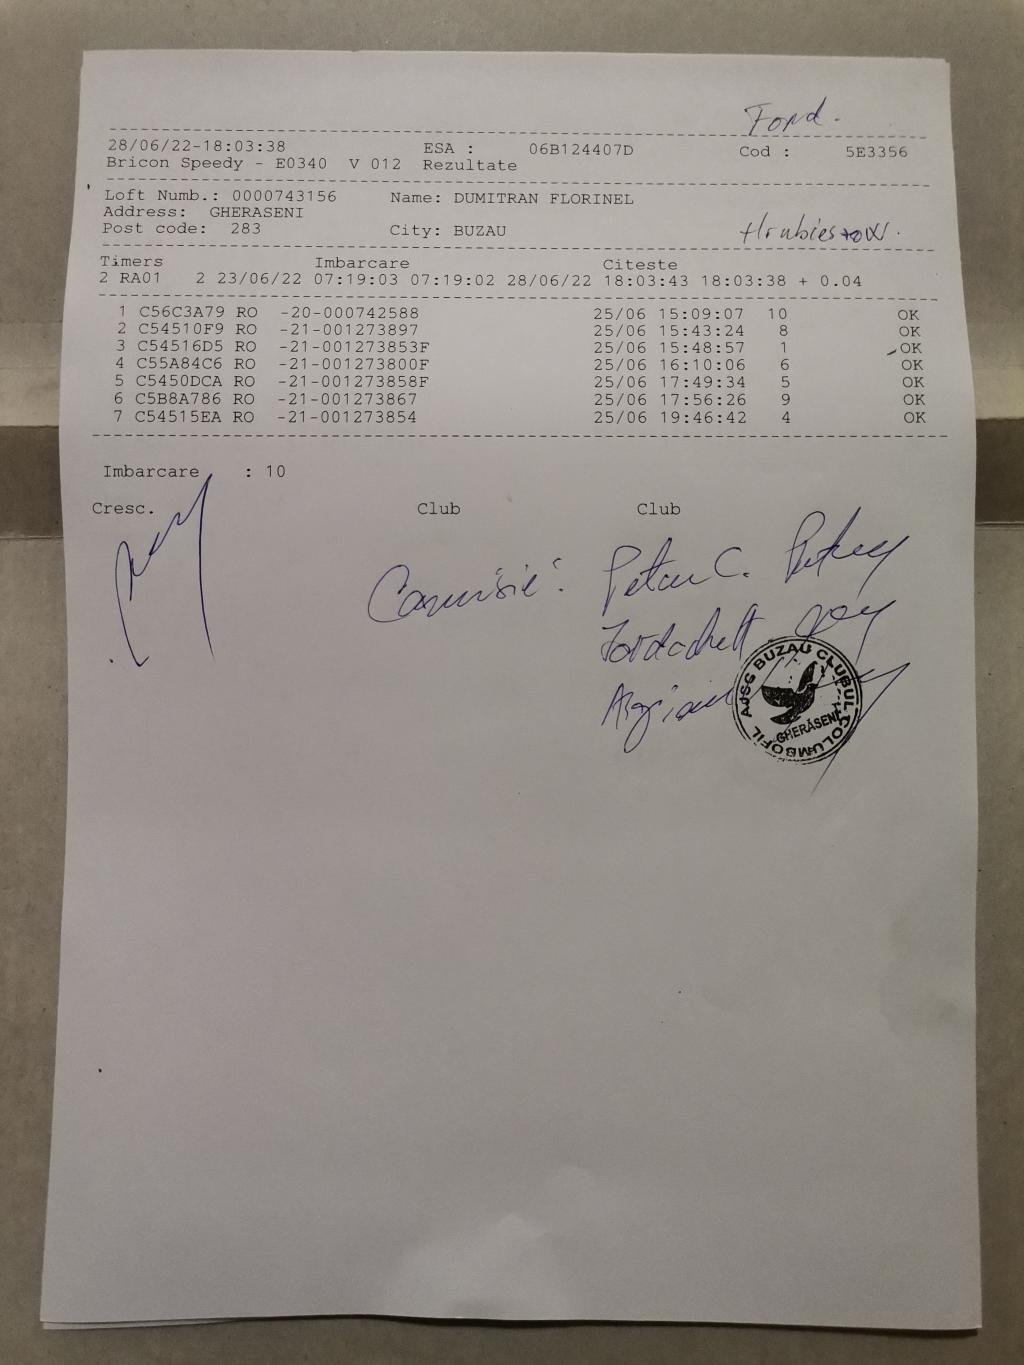 Fond.
28/06/22-18:03:38 ESA : 06B124407D Cod : 5E3356
Bricon Speedy - E0340 V 012 Rezultate
Loft Numb.: 0000743156 Name: DUMITRAN FLORINEL
Address: GHERASENI
Post code: 283 City: BUZAU Hrubieszow.
Timers Imbarcare Citeste
2 RA01 2 23/06/22 07:19:03 07:19:02 28/06/22 18:03:43 18:03:38 + 0.04
1 C56C3A79 RO -20-000742588 25/06 15:09:07 10 OK
2 C54510F9 RO -21-001273897 25/06 15:43:24 8 OK
3 C54516D5 RO -21-001273853F 25/06 15:48:57 1 OK
4 C55A84C6 RO -21-001273800F 25/06 16:10:06 6 OK
5 C5450DCA RO -21-001273858F 25/06 17:49:34 5 OK
6 C5B8A786 RO -21-001273867 25/06 17:56:26 9 OK
7 C54515EA RO -21-001273854 25/06 19:46:42 4 OK
Imbarcare : 10
Cresc. Club Club
Petau C.
AJSC BUZAU CLUBUL COLUMBOFIL
GHERĂSENI